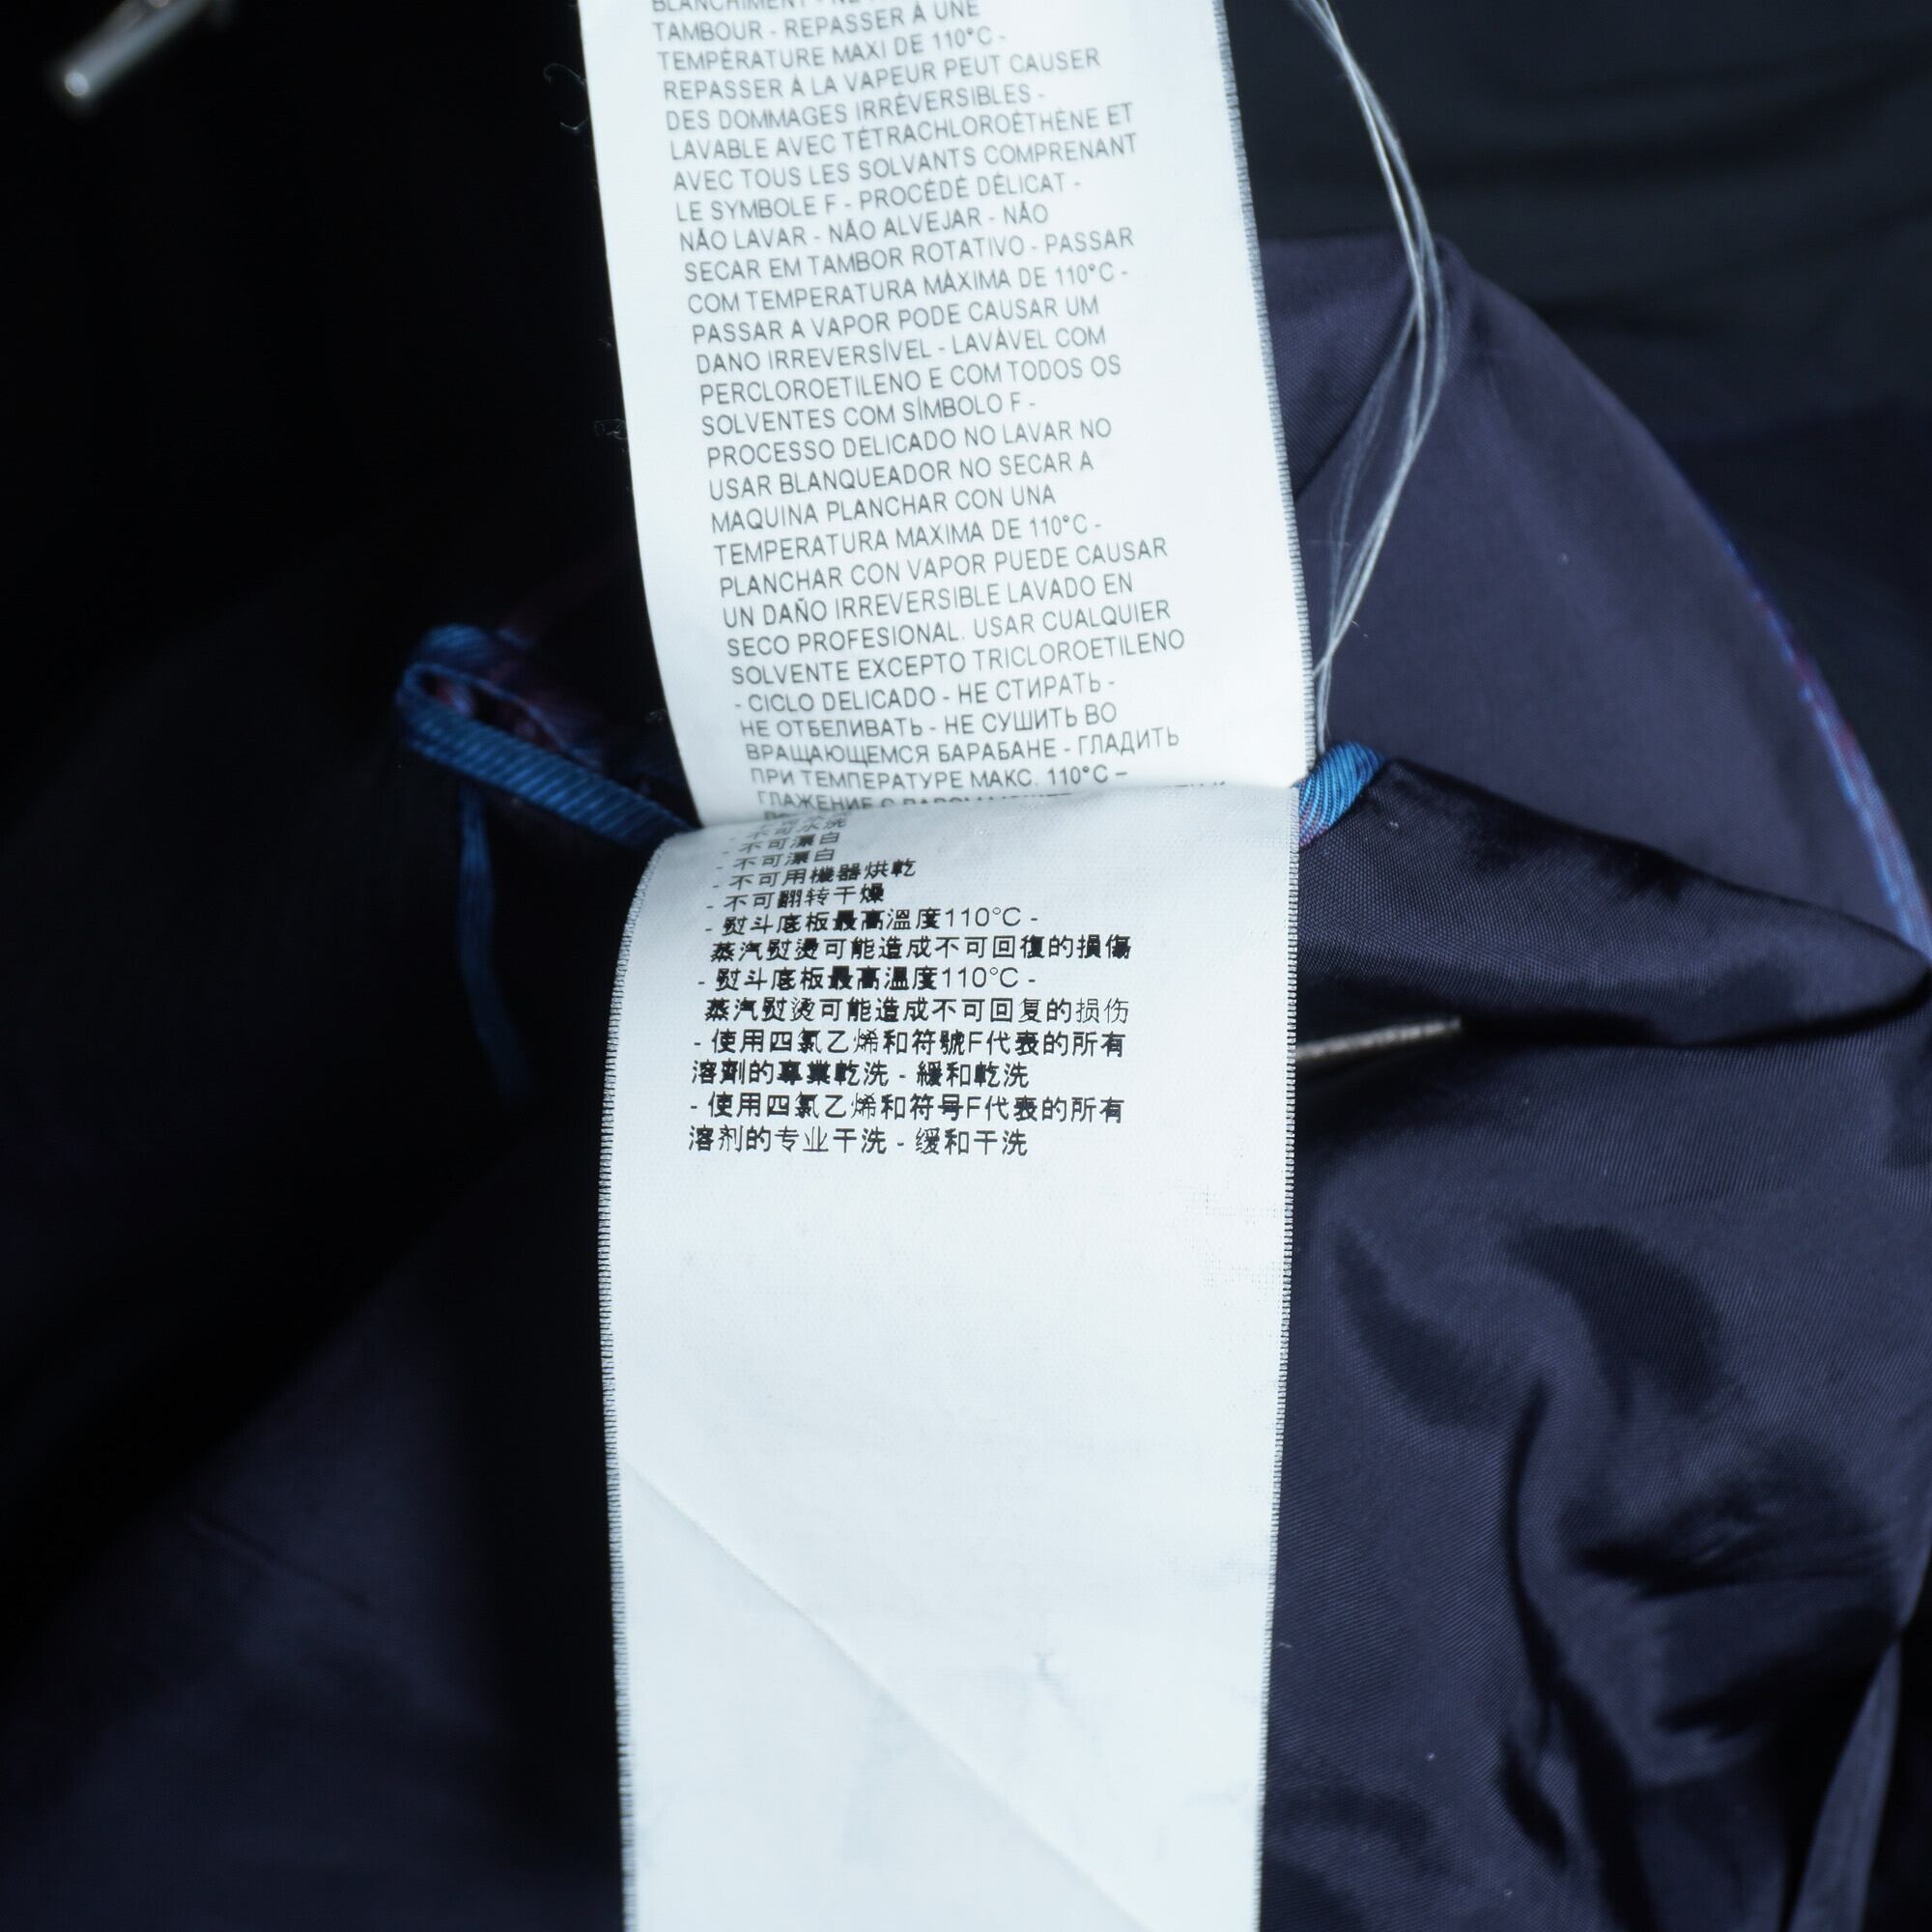 TAMBOUR - REPASSER À UNE
TEMPÉRATURE MAXI DE 110°C -
REPASSER À LA VAPEUR PEUT CAUSER
DES DOMMAGES IRRÉVERSIBLES -
LAVABLE AVEC TÉTRACHLOROÉTHÈNE ET
AVEC TOUS LES SOLVANTS COMPRENANT
LE SYMBOLE F - PROCÉDÉ DÉLICAT -
NÃO LAVAR - NÃO ALVEJAR - NÃO
SECAR EM TAMBOR ROTATIVO - PASSAR
COM TEMPERATURA MÁXIMA DE 110°C -
PASSAR A VAPOR PODE CAUSAR UM
DANO IRREVERSÍVEL - LAVÁVEL COM
PERCLOROETILENO E COM TODOS OS
SOLVENTES COM SÍMBOLO F -
PROCESSO DELICADO NO LAVAR NO
USAR BLANQUEADOR NO SECAR A
MAQUINA PLANCHAR CON UNA
TEMPERATURA MAXIMA DE 110°C -
PLANCHAR CON VAPOR PUEDE CAUSAR
UN DAÑO IRREVERSIBLE LAVADO EN
SECO PROFESIONAL. USAR CUALQUIER
SOLVENTE EXCEPTO TRICLOROETILENO
- CICLO DELICADO - НЕ СТИРАТЬ -
НЕ ОТБЕЛИВАТЬ - НЕ СУШИТЬ ВО
ВРАЩАЮЩЕМСЯ БАРАБАНЕ - ГЛАДИТЬ
ПРИ ТЕМПЕРАТУРЕ МАКС. 110°C –
ГЛАЖЕНИЕ С
- 不可水洗
- 不可漂白
- 不可漂白
- 不可用機器烘乾
- 不可翻转干燥
- 熨斗底板最高溫度110°C -
蒸汽熨燙可能造成不可回復的損傷
- 熨斗底板最高温度110°C -
蒸汽熨烫可能造成不可回复的损伤
- 使用四氯乙烯和符號F代表的所有
溶劑的專業乾洗 - 緩和乾洗
- 使用四氯乙烯和符号F代表的所有
溶剂的专业干洗 - 缓和干洗